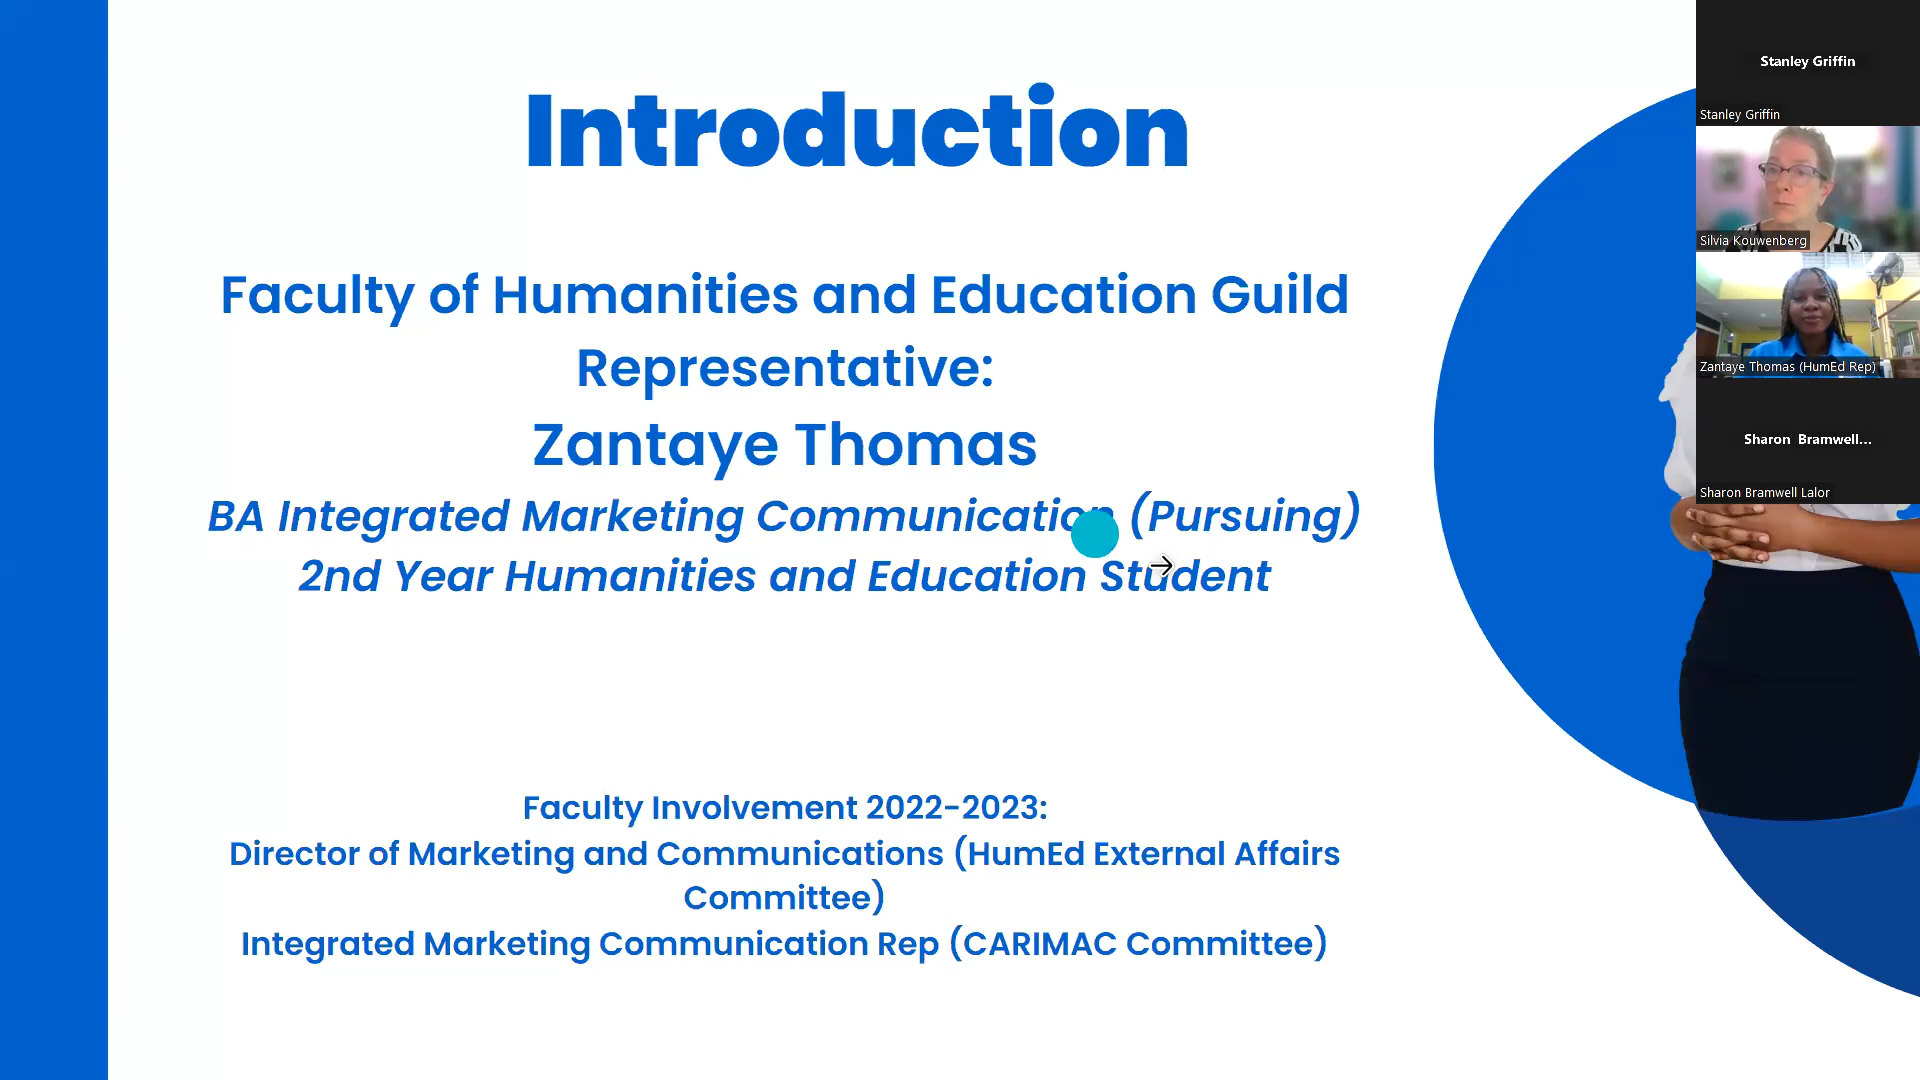 Introduction
Faculty of Humanities and Education Guild
Representative:
Zantaye Thomas
BA Integrated Marketing Communication (Pursuing)
2nd Year Humanities and Education Student
Faculty Involvement 2022-2023:
Director of Marketing and Communications (HumEd External Affairs
Committee)
Integrated Marketing Communication Rep (CARIMAC Committee)
Stanley Griffin
Stanley Griffin
Silvia Kouwenberg
Zantaye Thomas (HumEd Rep)
Sharon Bramwell...
Sharon Bramwell Lalor